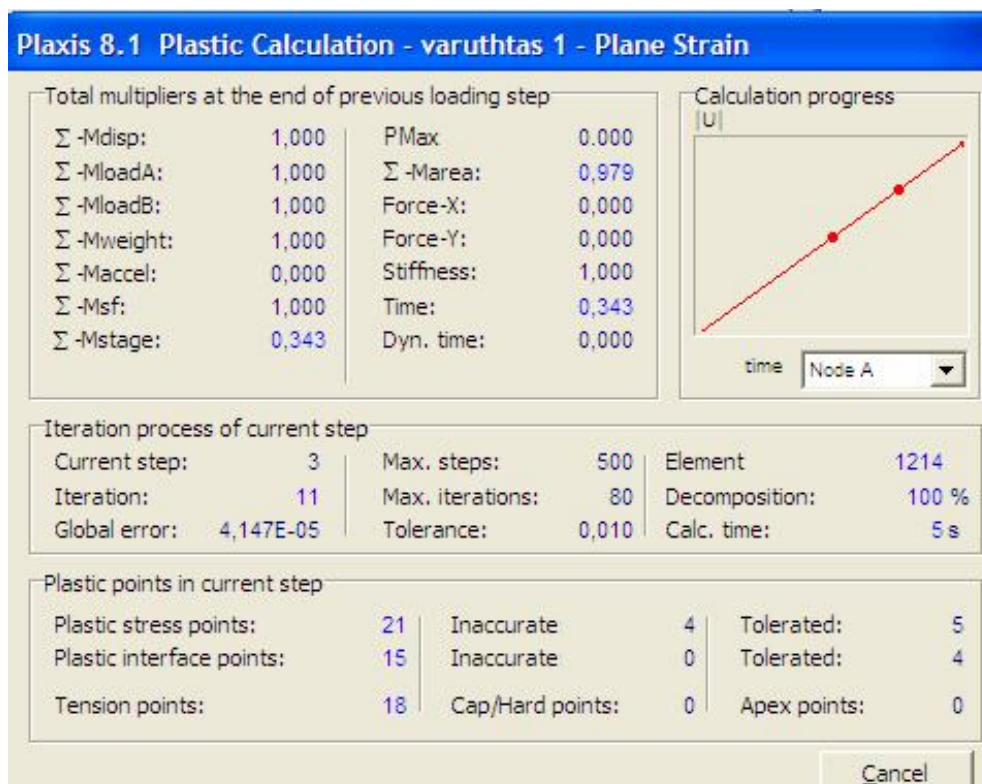 Plaxis 8.1 Plastic Calculation - varuthtas 1 - Plane Strain
Total multipliers at the end of previous loading step
Σ -Mdisp: 1,000 PMax 0.000
Σ -MloadA: 1,000 Σ -Marea: 0,979
Σ -MloadB: 1,000 Force-X: 0,000
Σ -Mweight: 1,000 Force-Y: 0,000
Σ -Maccel: 0,000 Stiffness: 1,000
Σ -Msf: 1,000 Time: 0,343
Σ -Mstage: 0,343 Dyn. time: 0,000
Calculation progress
|U|
time Node A
Iteration process of current step
Current step: 3 Max. steps: 500 Element 1214
Iteration: 11 Max. iterations: 80 Decomposition: 100 %
Global error: 4,147E-05 Tolerance: 0,010 Calc. time: 5 s
Plastic points in current step
Plastic stress points: 21 Inaccurate 4 Tolerated: 5
Plastic interface points: 15 Inaccurate 0 Tolerated: 4
Tension points: 18 Cap/Hard points: 0 Apex points: 0
Cancel